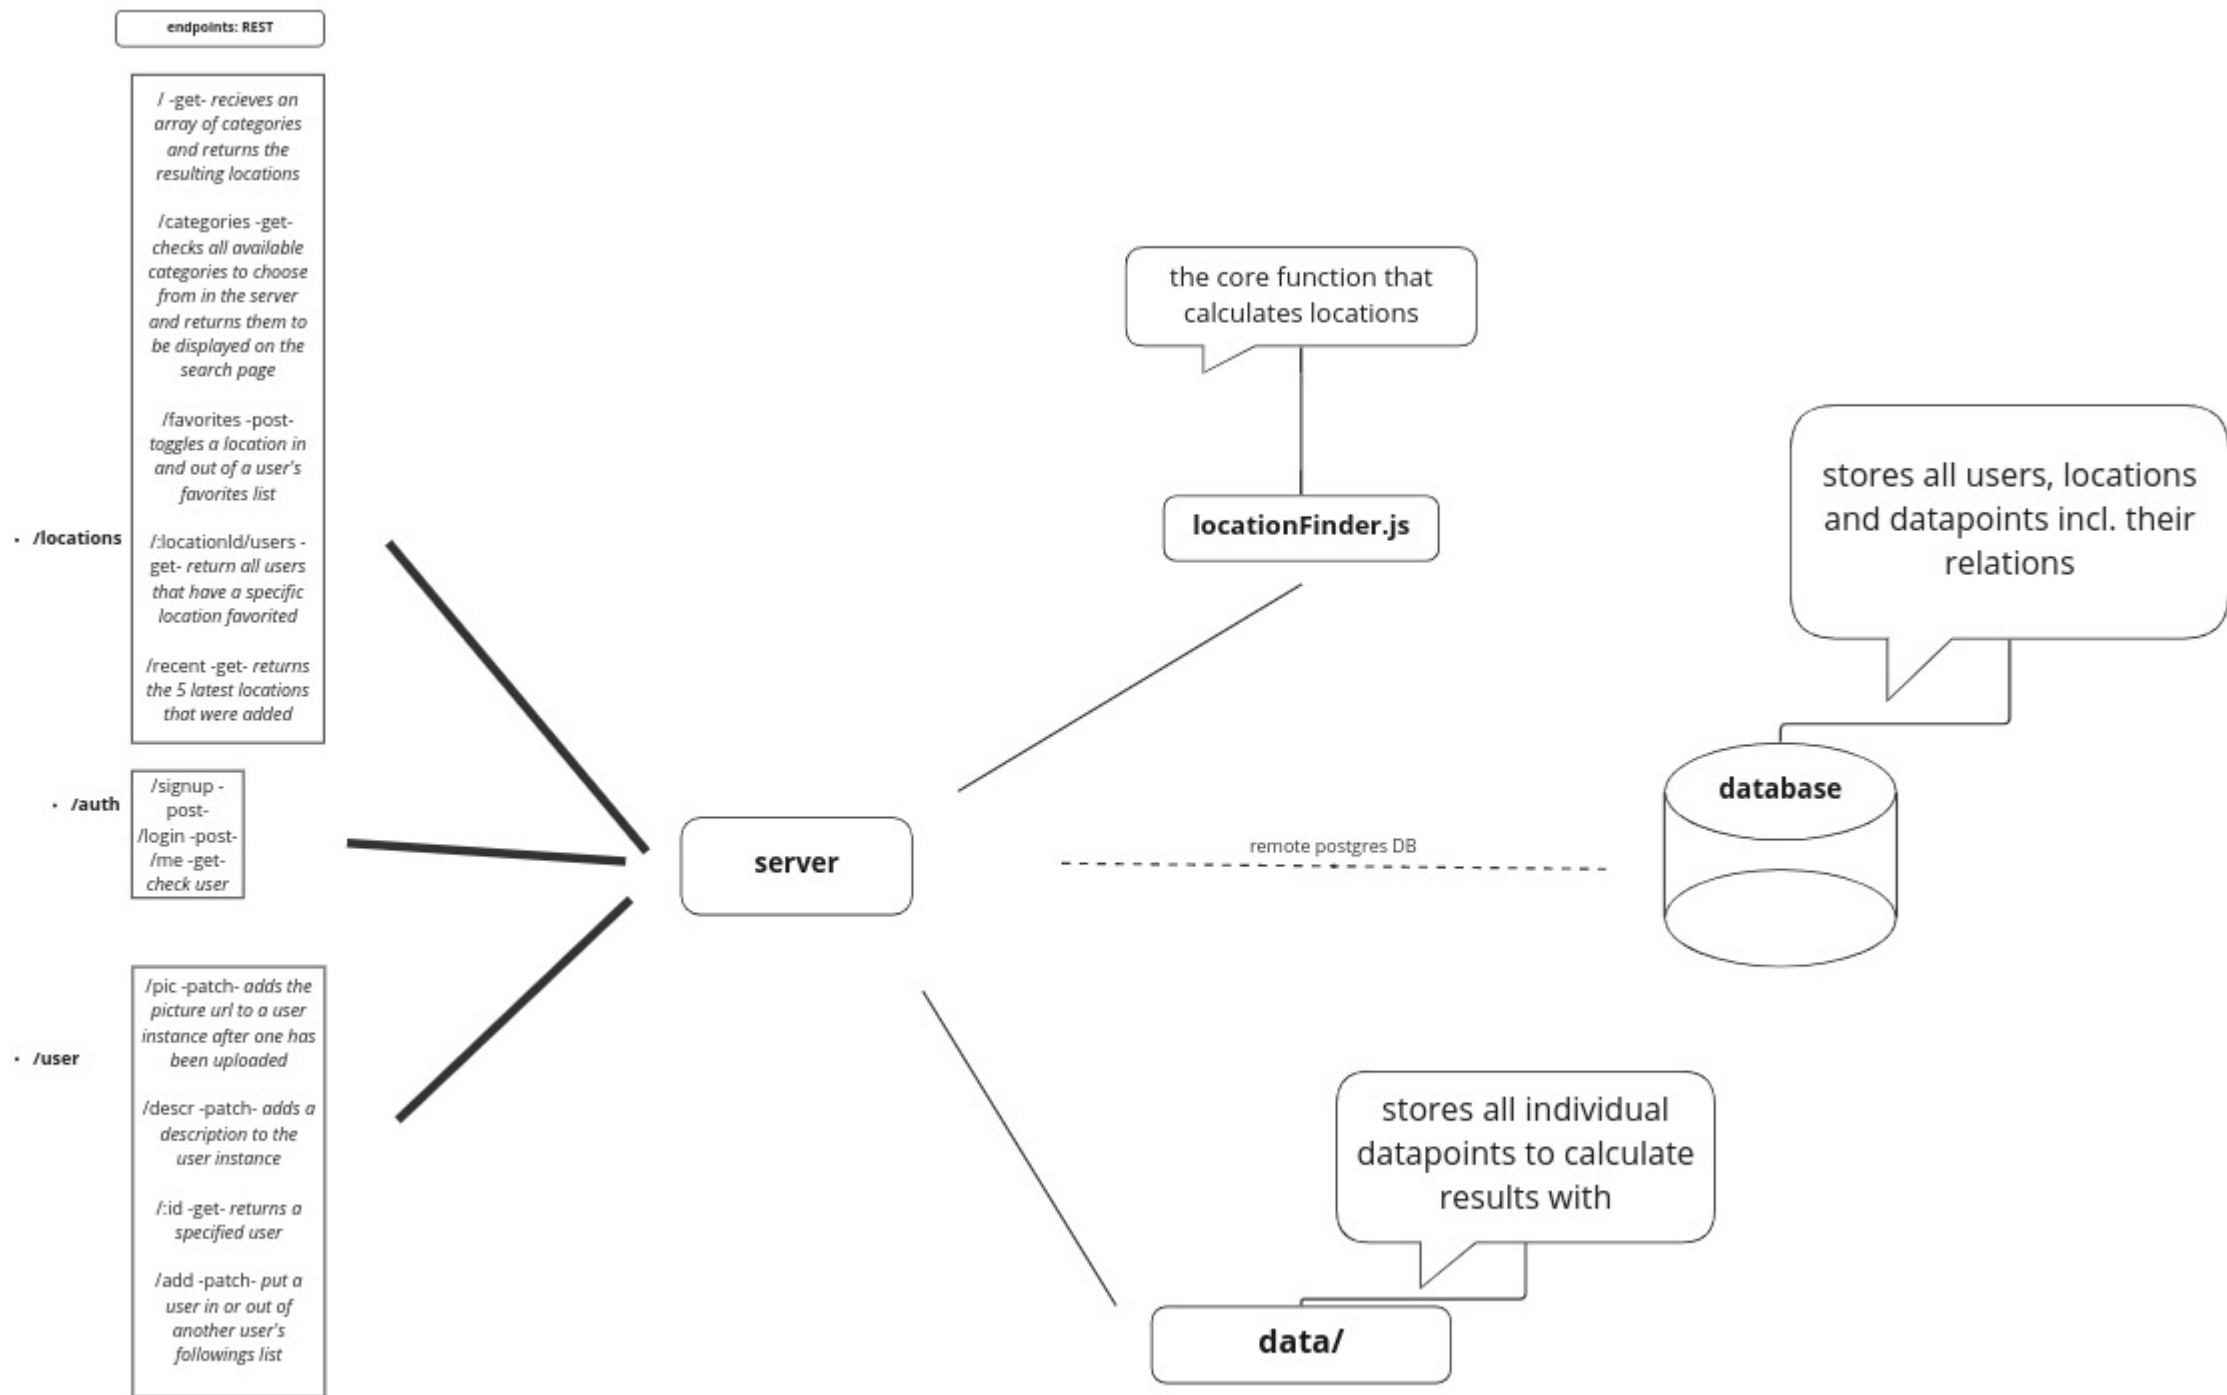 endpoints: REST
/ -get- recieves an
array of categories
and returns the
resulting locations
/categories -get-
checks all available
categories to choose
from in the server
and returns them to
be displayed on the
search page
/favorites -post-
toggles a location in
and out of a user's
favorites list
• /locations
/:locationId/users -
get- return all users
that have a specific
location favorited
/recent -get- returns
the 5 latest locations
that were added
• /auth
/signup -
post-
/login -post-
/me -get-
check user
• /user
/pic -patch- adds the
picture url to a user
instance after one has
been uploaded
/descr -patch- adds a
description to the
user instance
/:id -get- returns a
specified user
/add -patch- put a
user in or out of
another user's
followings list
server
the core function that
calculates locations
locationFinder.js
remote postgres DB
stores all users, locations
and datapoints incl. their
relations
database
stores all individual
datapoints to calculate
results with
data/